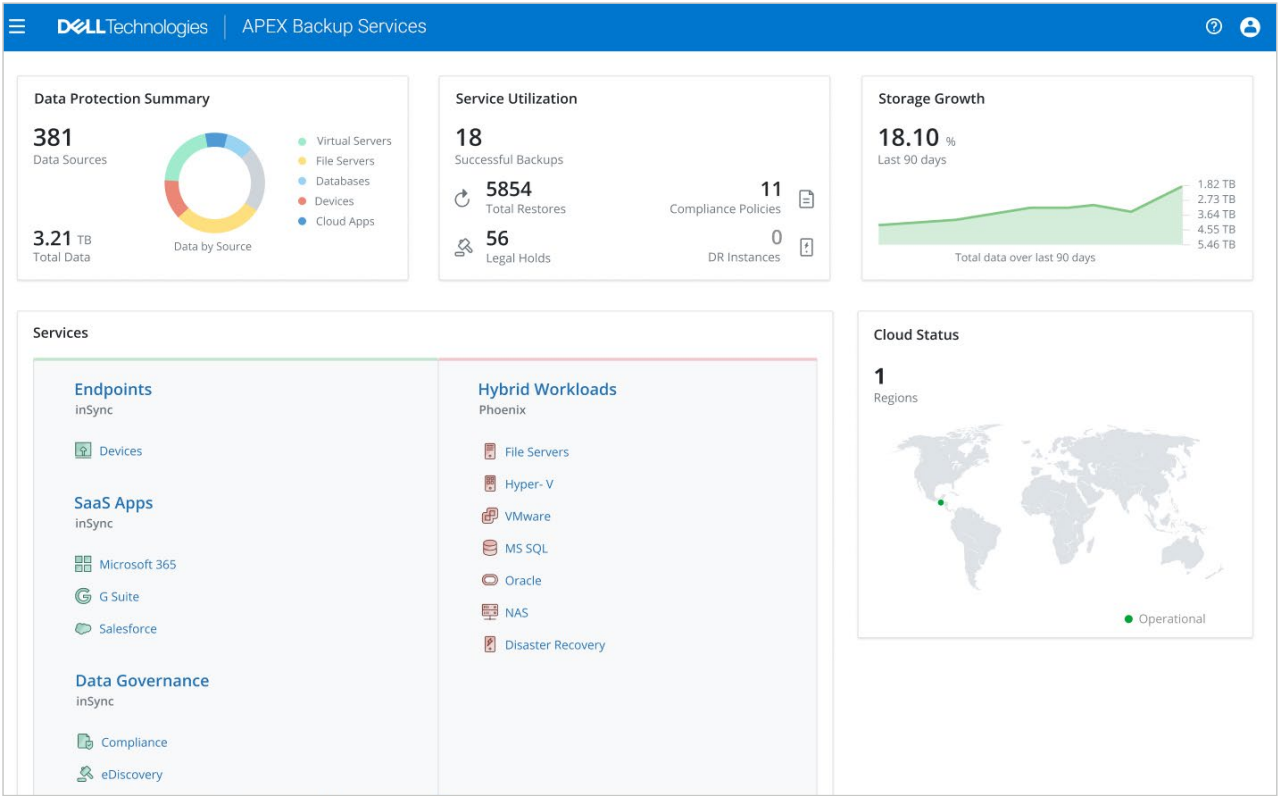 DELLTechnologies | APEX Backup Services
Data Protection Summary
381
Data Sources
3.21 TB
Total Data
Data by Source
Virtual Servers
File Servers
Databases
Devices
Cloud Apps
Service Utilization
18
Successful Backups
5854
Total Restores
11
Compliance Policies
56
Legal Holds
0
DR Instances
Storage Growth
18.10 %
Last 90 days
1.82 TB
2.73 TB
3.64 TB
4.55 TB
5.46 TB
Total data over last 90 days
Services
Endpoints
inSync
Devices
SaaS Apps
inSync
Microsoft 365
G Suite
Salesforce
Data Governance
inSync
Compliance
eDiscovery
Hybrid Workloads
Phoenix
File Servers
Hyper- V
VMware
MS SQL
Oracle
NAS
Disaster Recovery
Cloud Status
1
Regions
Operational